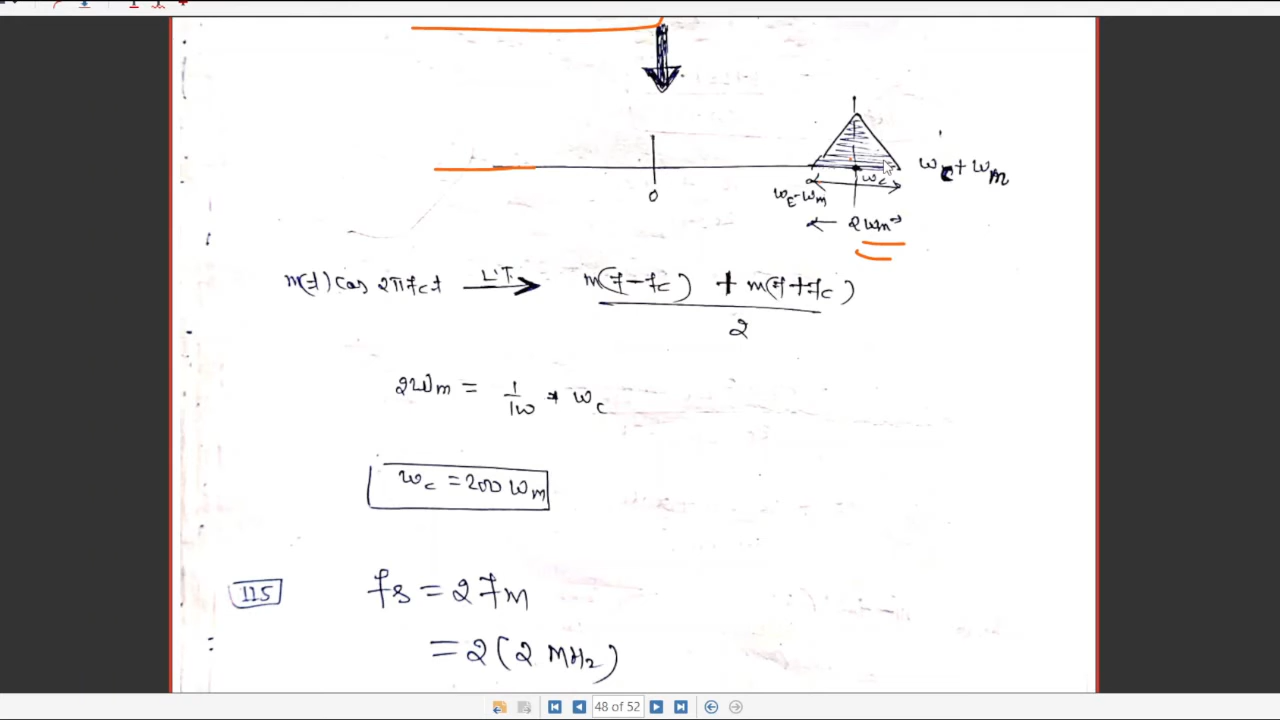 ωc + ωm
0
ωc
ωc-ωm
← 2ωm →
m(t) cos 2πfct L.T. → m(f-fc) + m(f+fc)
2
2ωm = 1/100 * ωc
ωc = 200 ωm
115
fs = 2fm
= 2(2 MHz)
48 of 52